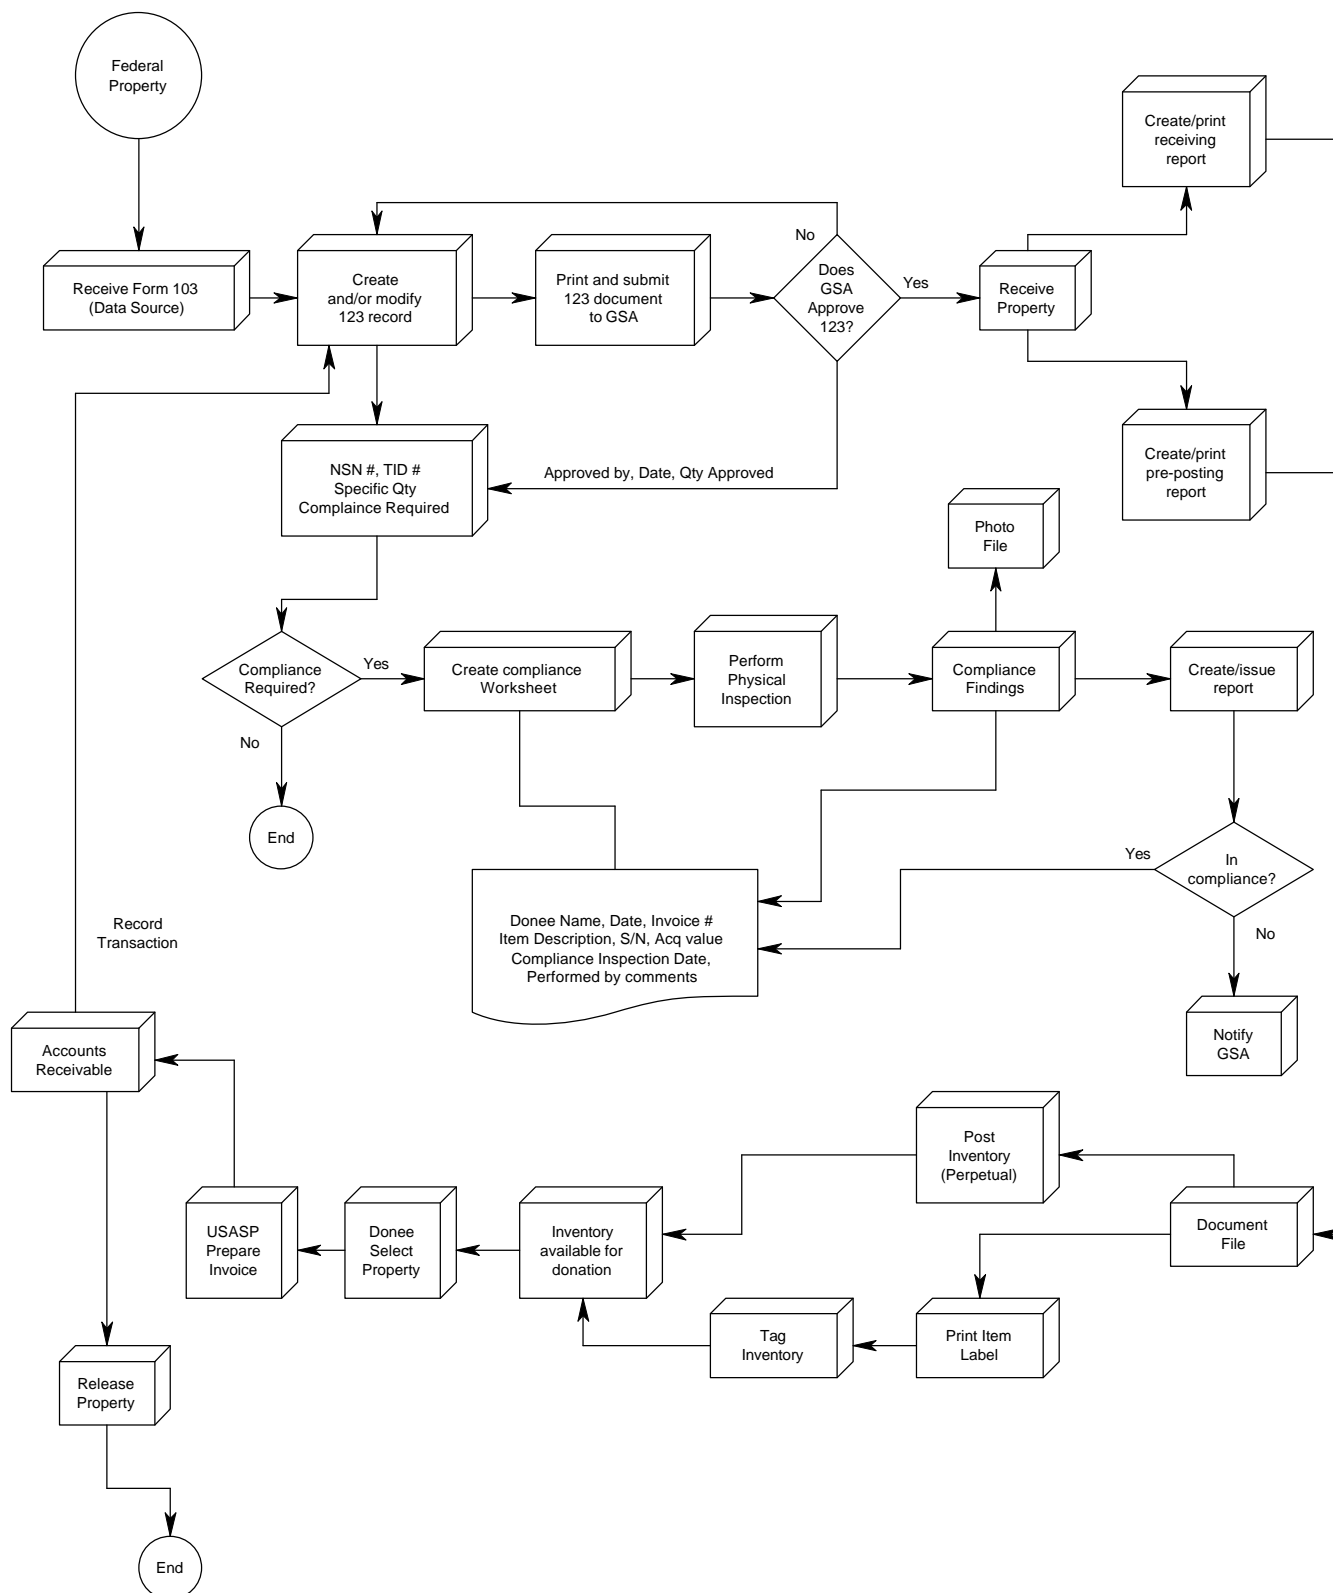 Federal
Property
Create/print
receiving
report
No
Receive Form 103
(Data Source)
Create
and/or modify
123 record
Print and submit
123 document
to GSA
Does
GSA
Approve
123?
Yes
Receive
Property
NSN #, TID #
Specific Qty
Complaince Required
Approved by, Date, Qty Approved
Create/print
pre-posting
report
Photo
File
Compliance
Required?
Yes
Create compliance
Worksheet
Perform
Physical
Inspection
Compliance
Findings
Create/issue
report
No
End
Yes
In
compliance?
No
Record
Transaction
Donee Name, Date, Invoice #
Item Description, S/N, Acq value
Compliance Inspection Date,
Performed by comments
Notify
GSA
Accounts
Receivable
Post
Inventory
(Perpetual)
USASP
Prepare
Invoice
Donee
Select
Property
Inventory
available for
donation
Document
File
Tag
Inventory
Print Item
Label
Release
Property
End